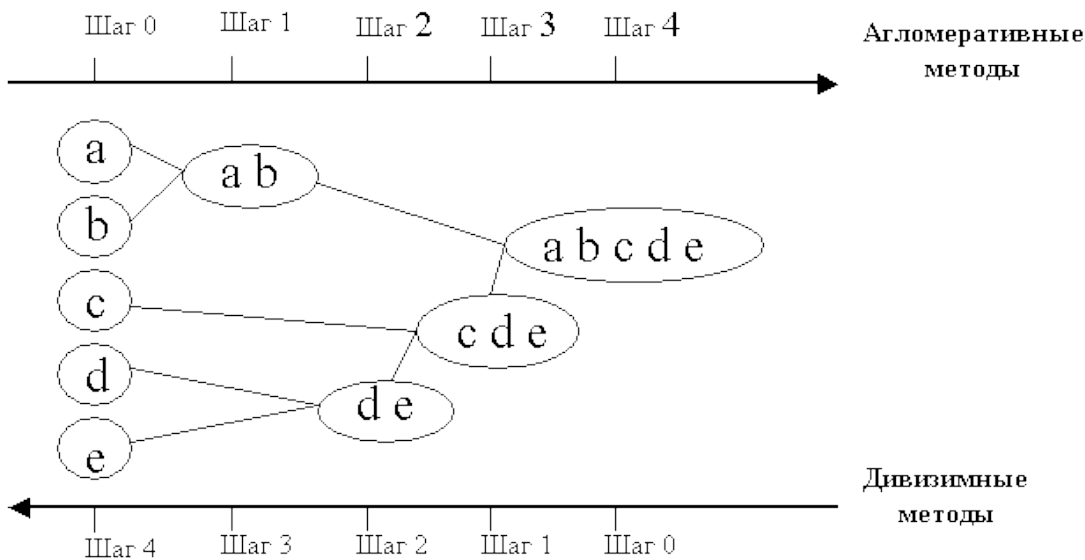 Шаг 0 Шаг 1 Шаг 2 Шаг 3 Шаг 4
Агломеративные
методы
a
a b
b
a b c d e
c
c d e
d
d e
e
Дивизимные
методы
Шаг 4 Шаг 3 Шаг 2 Шаг 1 Шаг 0